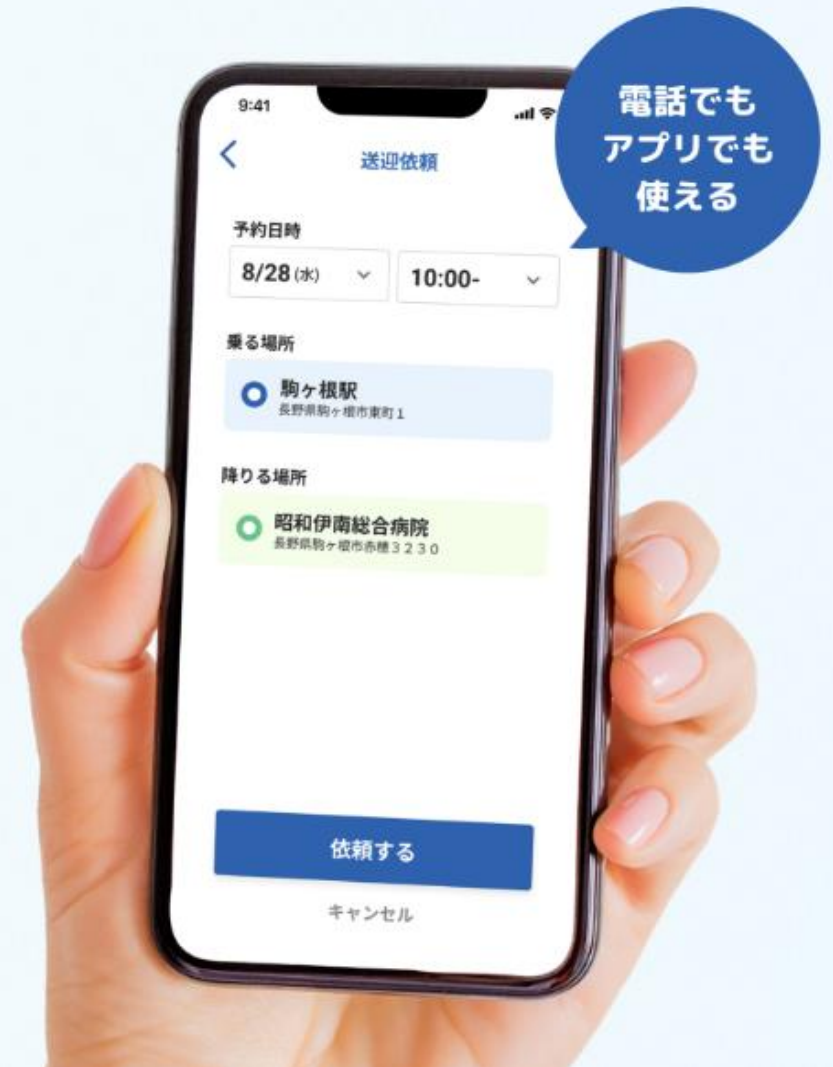 電話でも
アプリでも
使える
9:41
送迎依頼
予約日時
8/28(水)
10:00-
乗る場所
駒ヶ根駅
長野県駒ヶ根市東町1
降りる場所
昭和伊南総合病院
長野県駒ヶ根市赤穂3230
依頼する
キャンセル